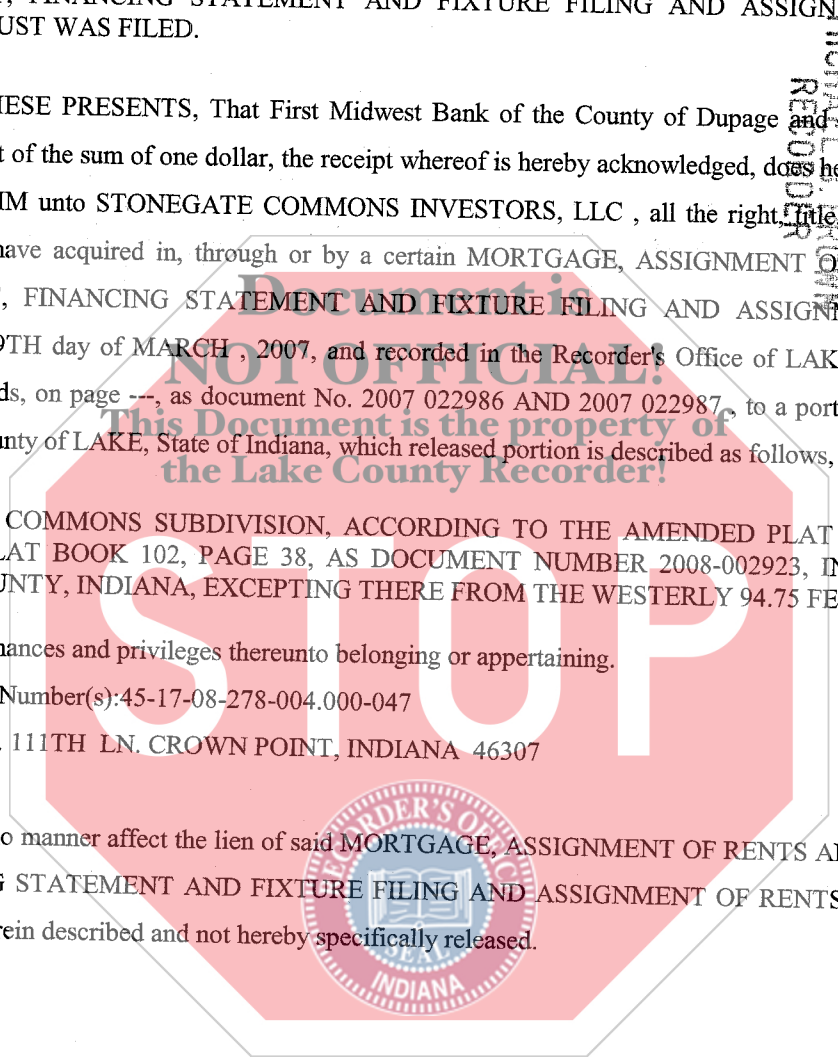 FINANCING STATEMENT AND FIXTURE FILING AND ASSIGN
UST WAS FILED.
RECORDER
IESE PRESENTS, That First Midwest Bank of the County of Dupage and
t of the sum of one dollar, the receipt whereof is hereby acknowledged, does he
IM unto STONEGATE COMMONS INVESTORS, LLC , all the right, title
have acquired in, through or by a certain MORTGAGE, ASSIGNMENT O
, FINANCING STATEMENT AND FIXTURE FILING AND ASSIGN
9TH day of MARCH , 2007, and recorded in the Recorder's Office of LAK
ds, on page ---, as document No. 2007 022986 AND 2007 022987 , to a port
unty of LAKE, State of Indiana, which released portion is described as follows,
Document is
NOT OFFICIAL!
This Document is the property of
the Lake County Recorder!
COMMONS SUBDIVISION, ACCORDING TO THE AMENDED PLAT
LAT BOOK 102, PAGE 38, AS DOCUMENT NUMBER 2008-002923, IN
UNTY, INDIANA, EXCEPTING THERE FROM THE WESTERLY 94.75 FE
STOP
nances and privileges thereunto belonging or appertaining.
Number(s):45-17-08-278-004.000-047
. 111TH LN. CROWN POINT, INDIANA 46307
o manner affect the lien of said MORTGAGE, ASSIGNMENT OF RENTS A
G STATEMENT AND FIXTURE FILING AND ASSIGNMENT OF RENTS
rein described and not hereby specifically released.
RECORDER'S OFFICE
SEAL
INDIANA